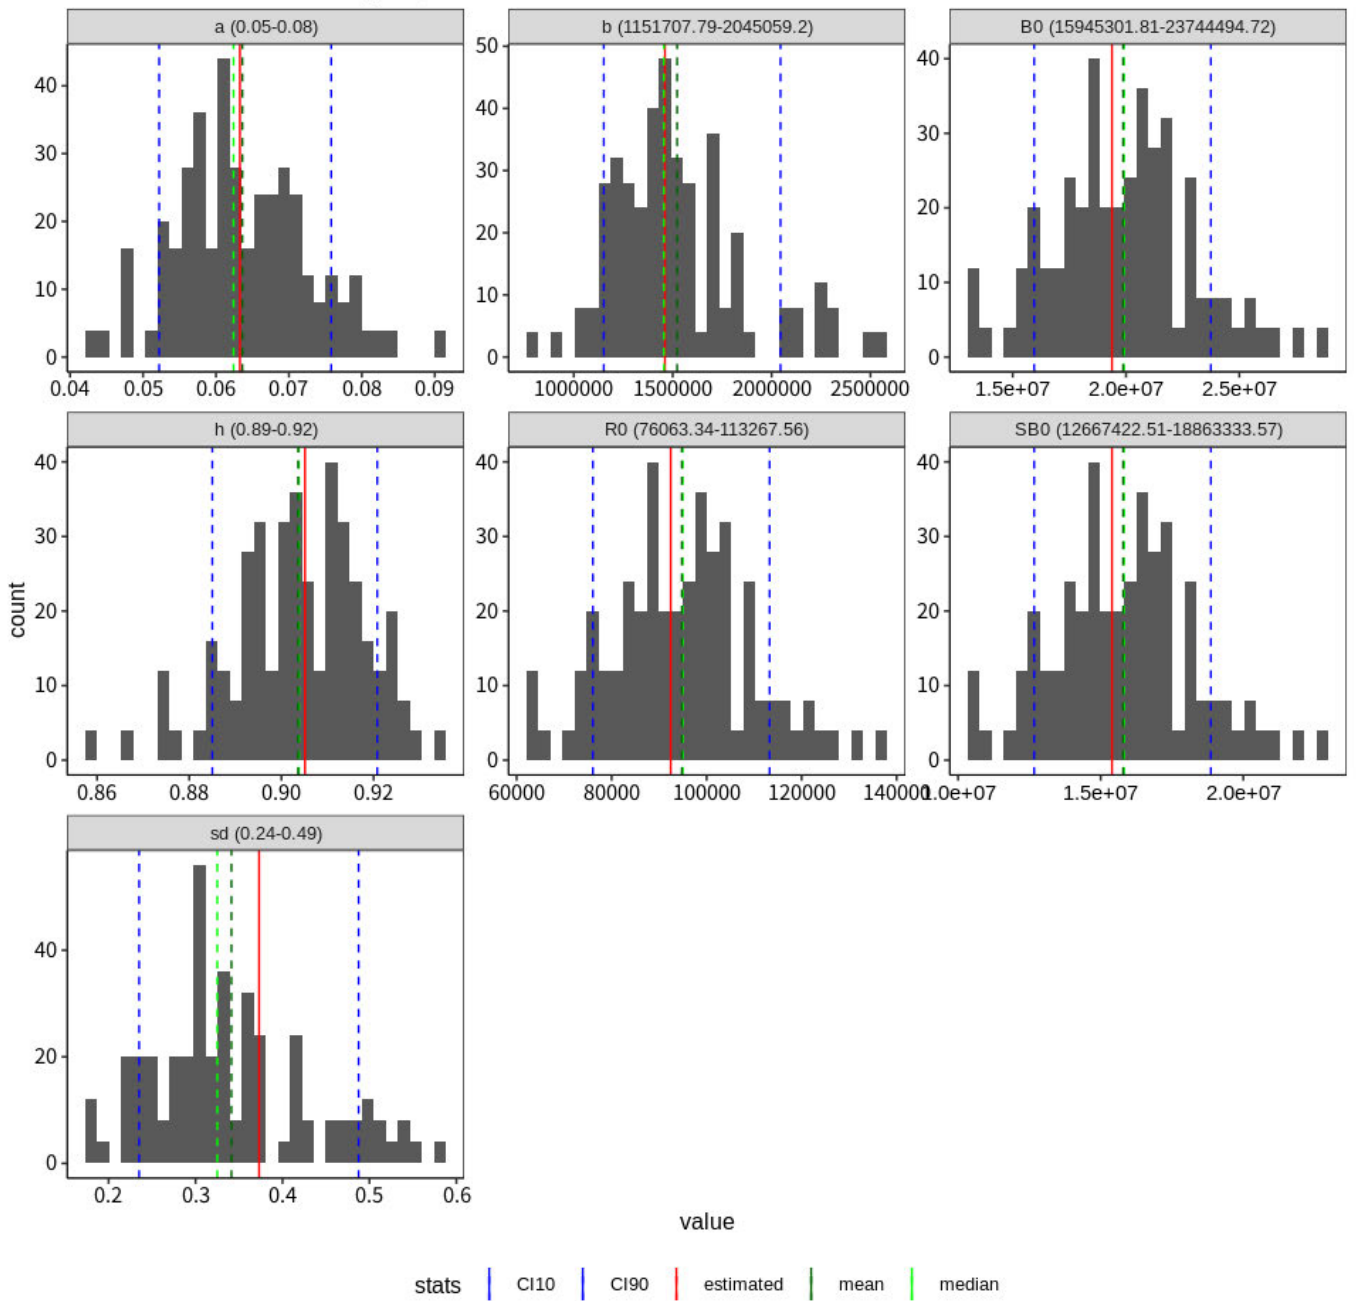 a (0.05-0.08)
b (1151707.79-2045059.2)
B0 (15945301.81-23744494.72)
40
30
20
10
0
0.04 0.05 0.06 0.07 0.08 0.09
50
40
30
20
10
0
1000000 1500000 2000000 2500000
40
30
20
10
0
1.5e+07 2.0e+07 2.5e+07
h (0.89-0.92)
R0 (76063.34-113267.56)
SB0 (12667422.51-18863333.57)
40
30
20
10
0
0.86 0.88 0.90 0.92
40
30
20
10
0
60000 80000 100000 120000 140000
40
30
20
10
0
1.0e+07 1.5e+07 2.0e+07
count
sd (0.24-0.49)
40
20
0
0.2 0.3 0.4 0.5 0.6
value
stats CI10 CI90 estimated mean median